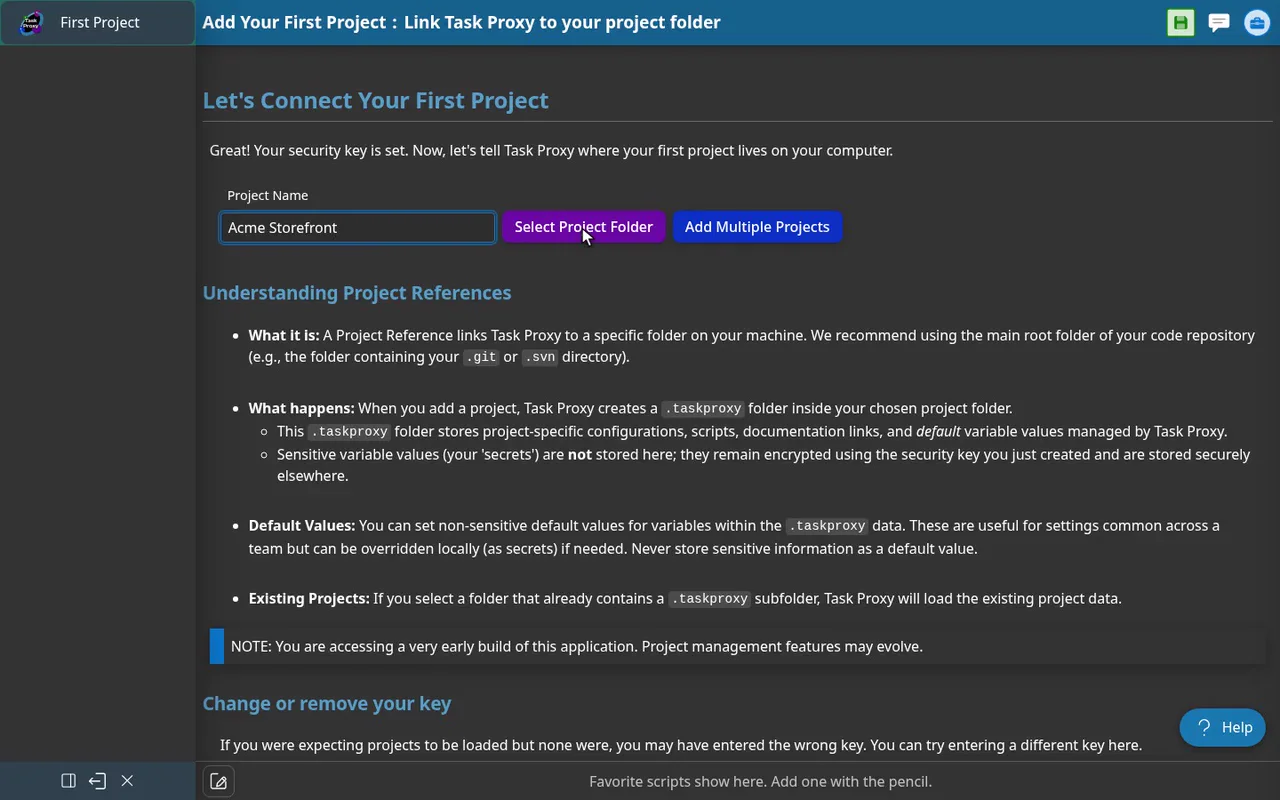 Task Proxy
First Project
Add Your First Project : Link Task Proxy to your project folder
Let's Connect Your First Project
Great! Your security key is set. Now, let's tell Task Proxy where your first project lives on your computer.
Project Name
Acme Storefront
Select Project Folder
Add Multiple Projects
Understanding Project References
• What it is: A Project Reference links Task Proxy to a specific folder on your machine. We recommend using the main root folder of your code repository
(e.g., the folder containing your .git or .svn directory).
• What happens: When you add a project, Task Proxy creates a .taskproxy folder inside your chosen project folder.
◦ This .taskproxy folder stores project-specific configurations, scripts, documentation links, and default variable values managed by Task Proxy.
◦ Sensitive variable values (your 'secrets') are not stored here; they remain encrypted using the security key you just created and are stored securely
elsewhere.
• Default Values: You can set non-sensitive default values for variables within the .taskproxy data. These are useful for settings common across a
team but can be overridden locally (as secrets) if needed. Never store sensitive information as a default value.
• Existing Projects: If you select a folder that already contains a .taskproxy subfolder, Task Proxy will load the existing project data.
NOTE: You are accessing a very early build of this application. Project management features may evolve.
Change or remove your key
If you were expecting projects to be loaded but none were, you may have entered the wrong key. You can try entering a different key here.
? Help
Favorite scripts show here. Add one with the pencil.